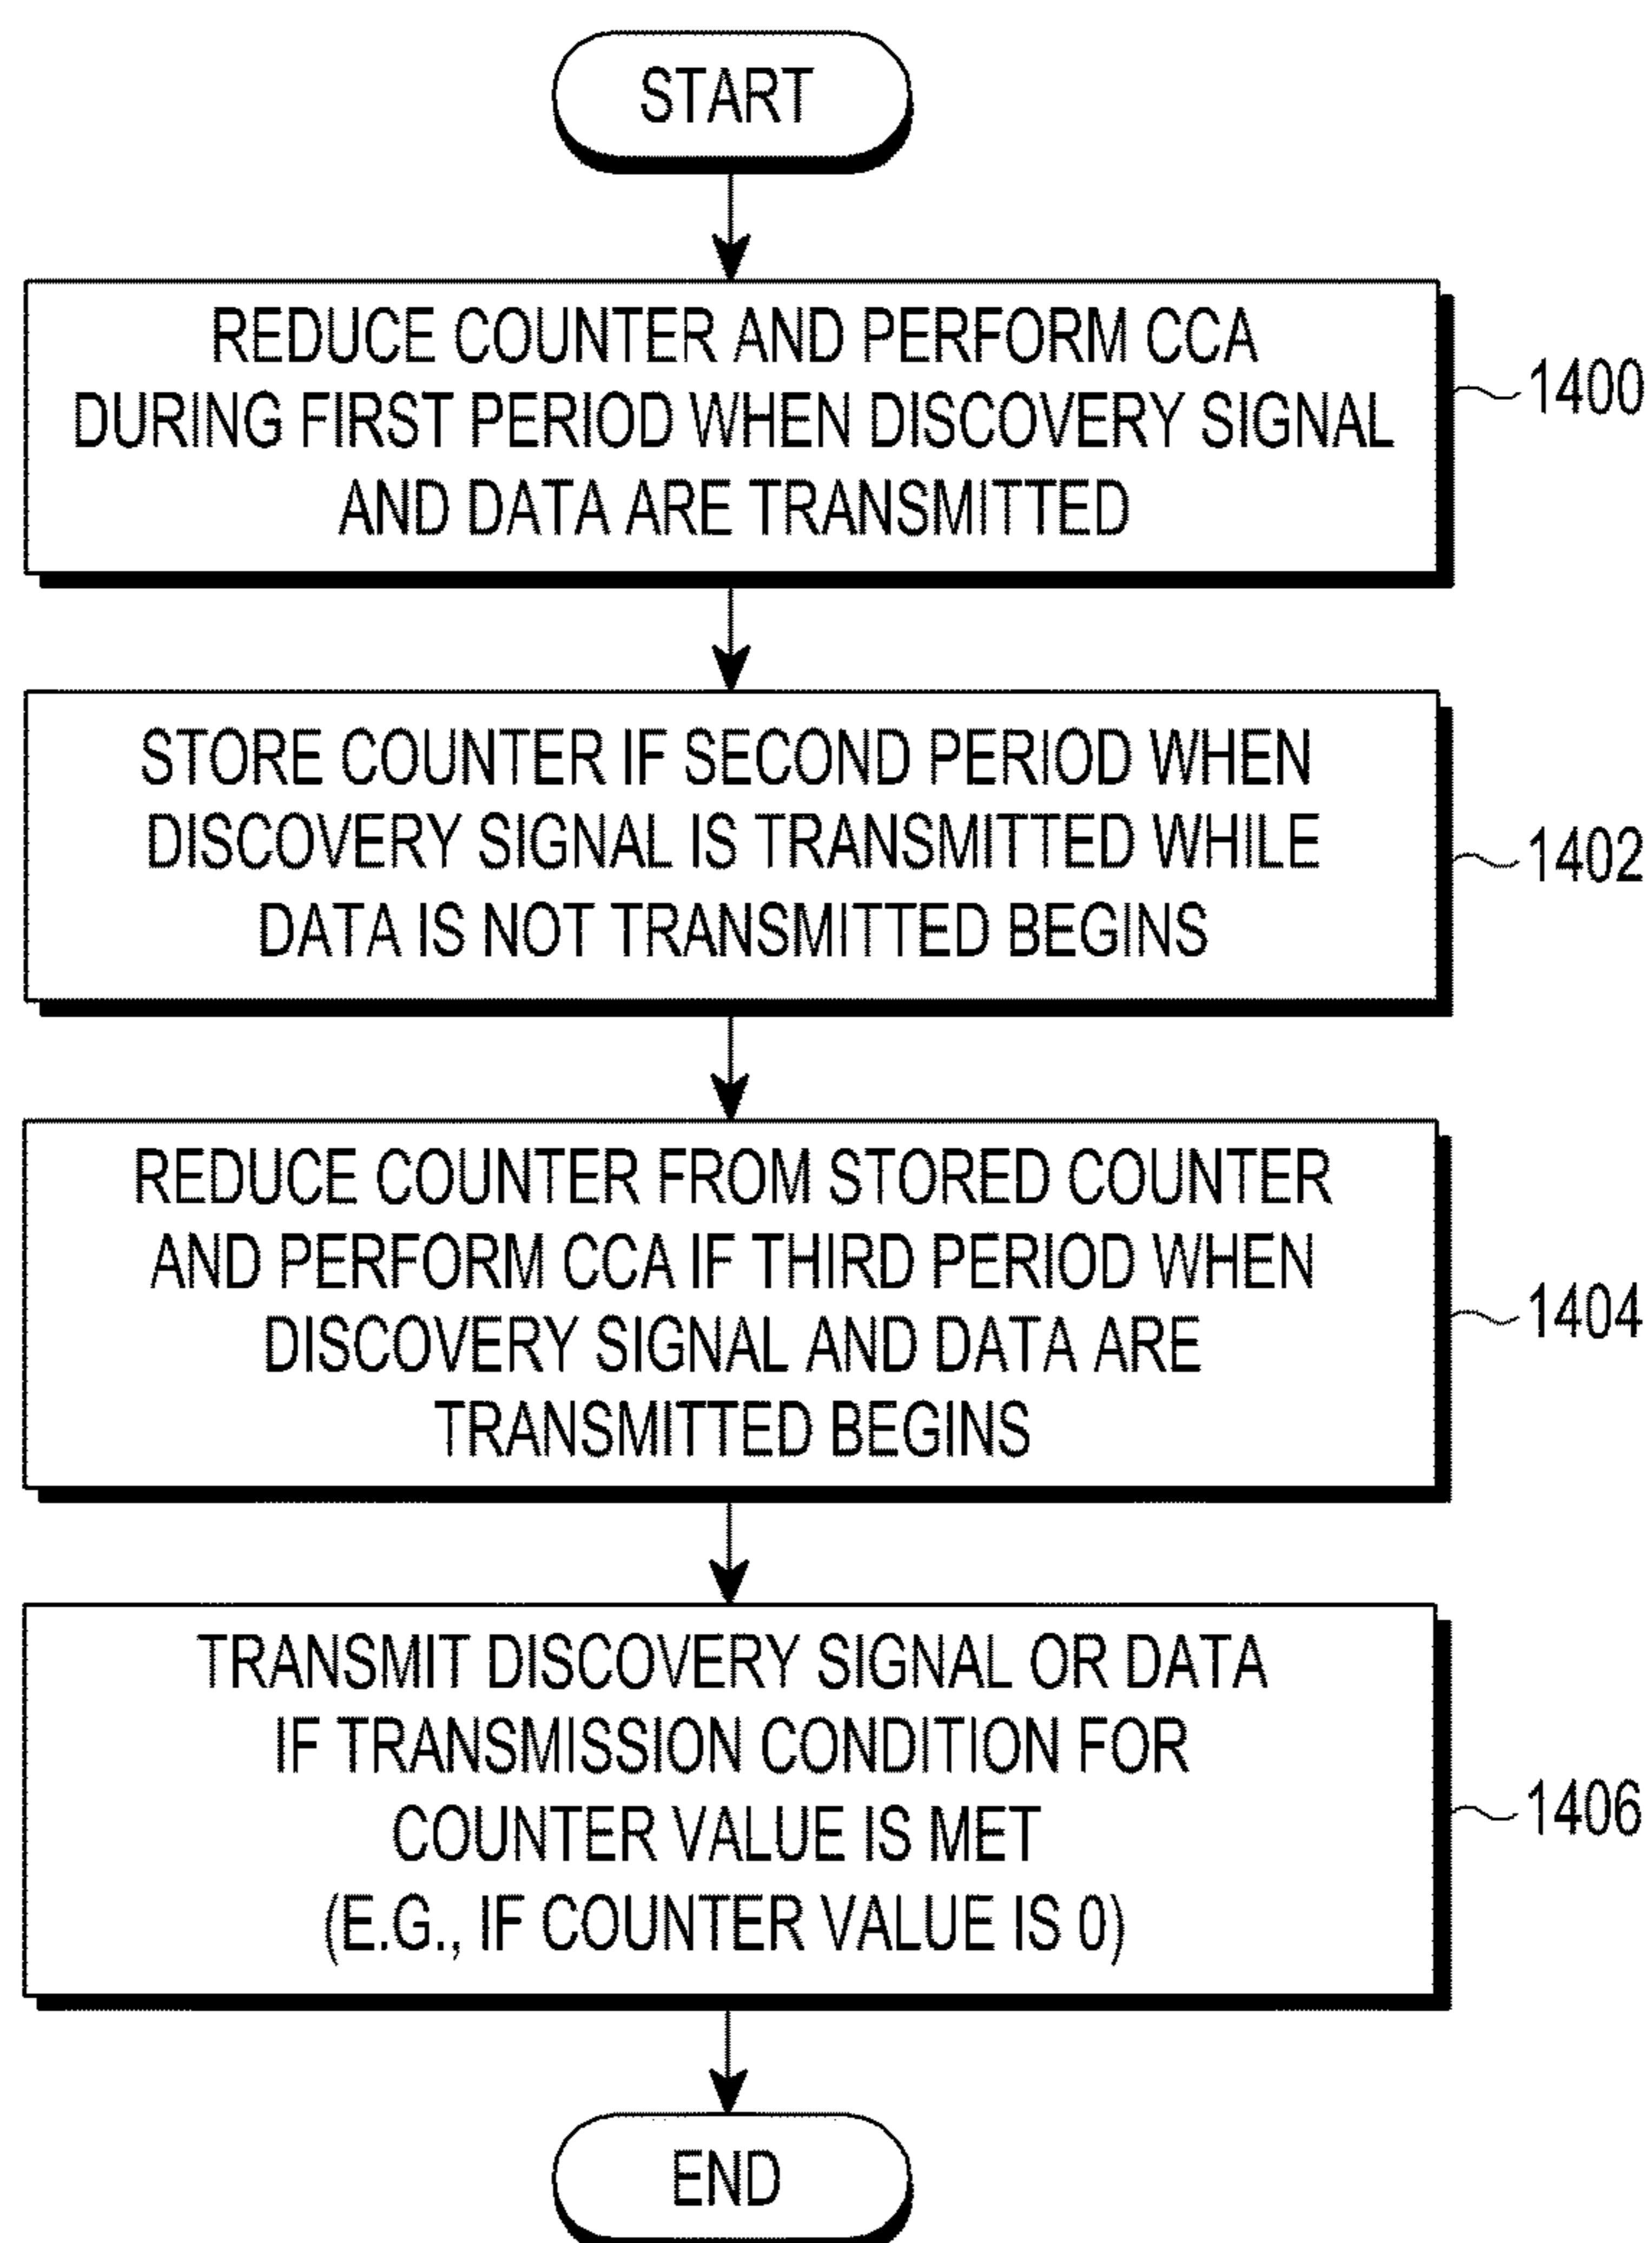 START
REDUCE COUNTER AND PERFORM CCA
DURING FIRST PERIOD WHEN DISCOVERY SIGNAL
AND DATA ARE TRANSMITTED
1400
STORE COUNTER IF SECOND PERIOD WHEN
DISCOVERY SIGNAL IS TRANSMITTED WHILE
DATA IS NOT TRANSMITTED BEGINS
1402
REDUCE COUNTER FROM STORED COUNTER
AND PERFORM CCA IF THIRD PERIOD WHEN
DISCOVERY SIGNAL AND DATA ARE
TRANSMITTED BEGINS
1404
TRANSMIT DISCOVERY SIGNAL OR DATA
IF TRANSMISSION CONDITION FOR
COUNTER VALUE IS MET
(E.G., IF COUNTER VALUE IS 0)
1406
END